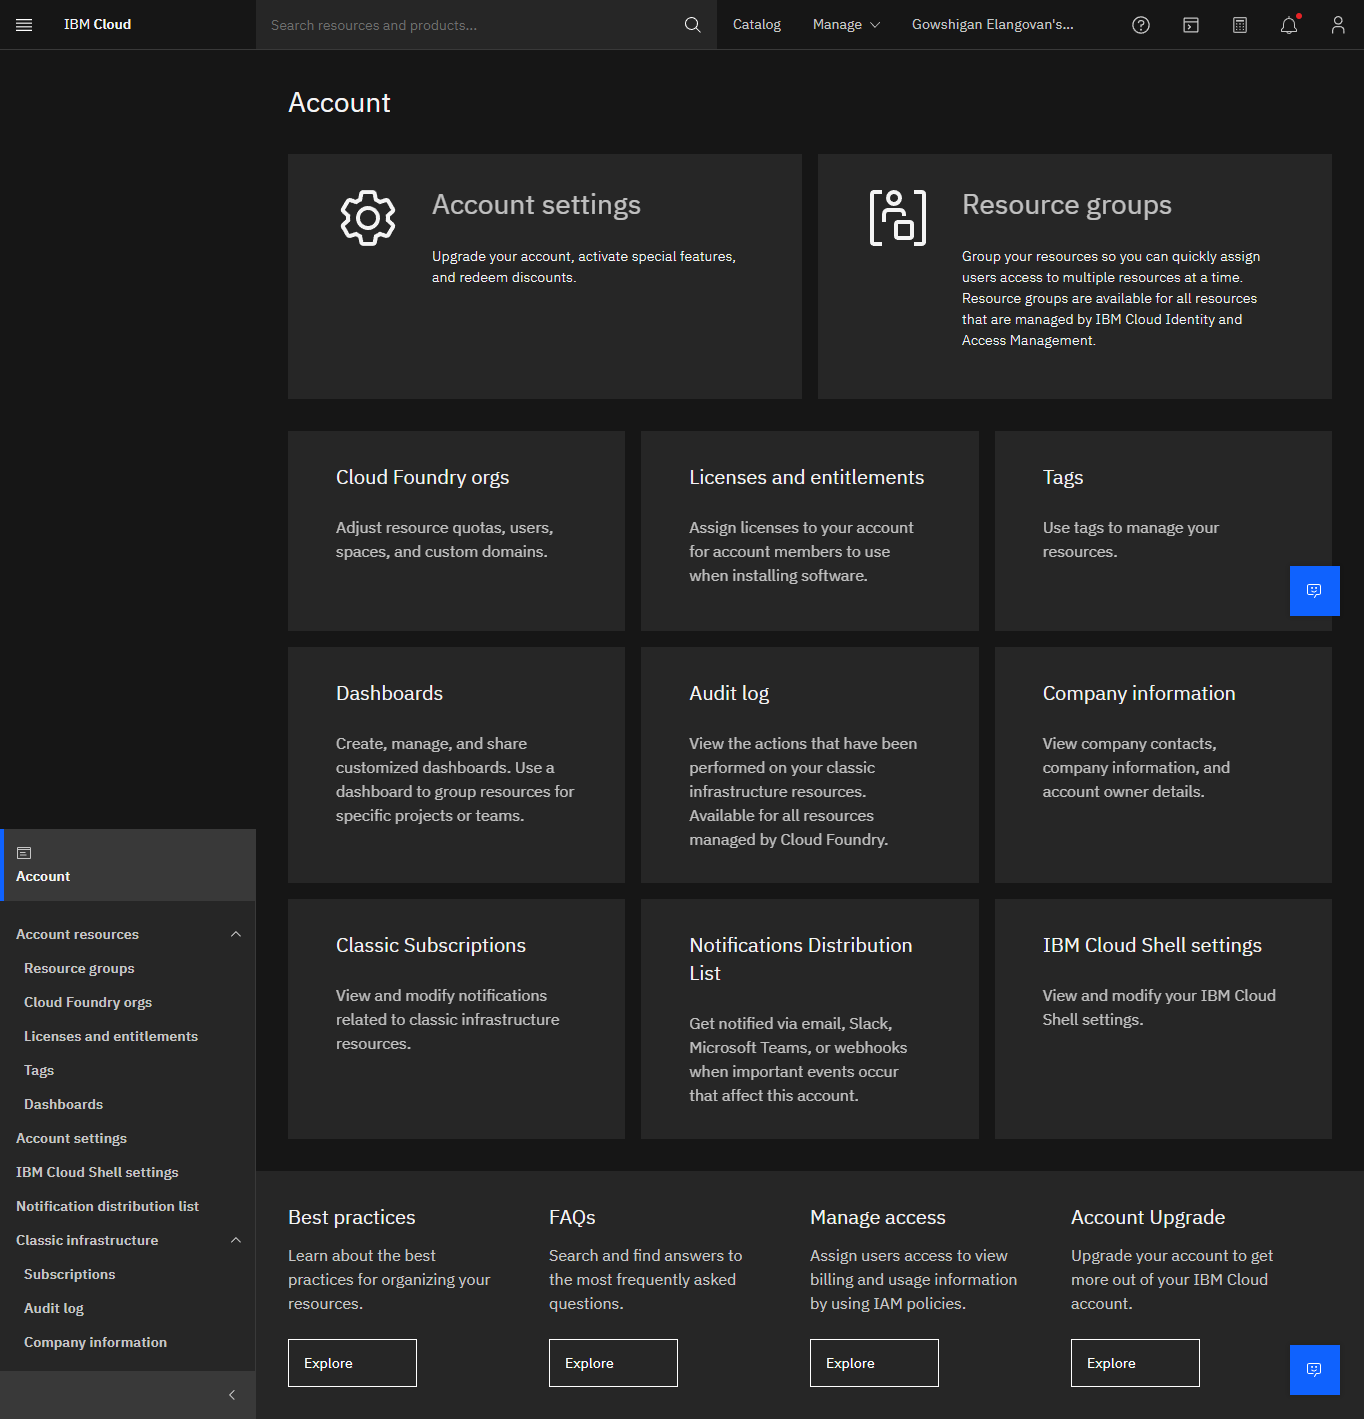 IBM Cloud
Search resources and products...
Catalog
Manage
Gowshigan Elangovan's...
Account
Account settings
Upgrade your account, activate special features,
and redeem discounts.
Resource groups
Group your resources so you can quickly assign
users access to multiple resources at a time.
Resource groups are available for all resources
that are managed by IBM Cloud Identity and
Access Management.
Cloud Foundry orgs
Adjust resource quotas, users,
spaces, and custom domains.
Licenses and entitlements
Assign licenses to your account
for account members to use
when installing software.
Tags
Use tags to manage your
resources.
Dashboards
Create, manage, and share
customized dashboards. Use a
dashboard to group resources for
specific projects or teams.
Audit log
View the actions that have been
performed on your classic
infrastructure resources.
Available for all resources
managed by Cloud Foundry.
Company information
View company contacts,
company information, and
account owner details.
Classic Subscriptions
View and modify notifications
related to classic infrastructure
resources.
Notifications Distribution
List
Get notified via email, Slack,
Microsoft Teams, or webhooks
when important events occur
that affect this account.
IBM Cloud Shell settings
View and modify your IBM Cloud
Shell settings.
Account
Account resources
Resource groups
Cloud Foundry orgs
Licenses and entitlements
Tags
Dashboards
Account settings
IBM Cloud Shell settings
Notification distribution list
Classic infrastructure
Subscriptions
Audit log
Company information
Best practices
Learn about the best
practices for organizing your
resources.
Explore
FAQs
Search and find answers to
the most frequently asked
questions.
Explore
Manage access
Assign users access to view
billing and usage information
by using IAM policies.
Explore
Account Upgrade
Upgrade your account to get
more out of your IBM Cloud
account.
Explore